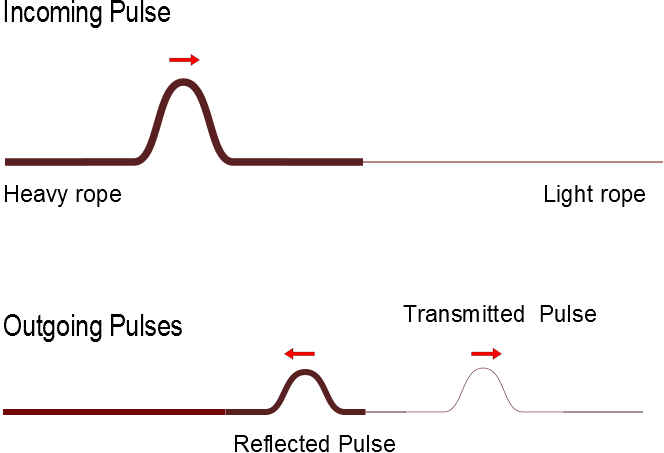 Incoming Pulse
Heavy rope
Light rope
Transmitted Pulse
Outgoing Pulses
Reflected Pulse